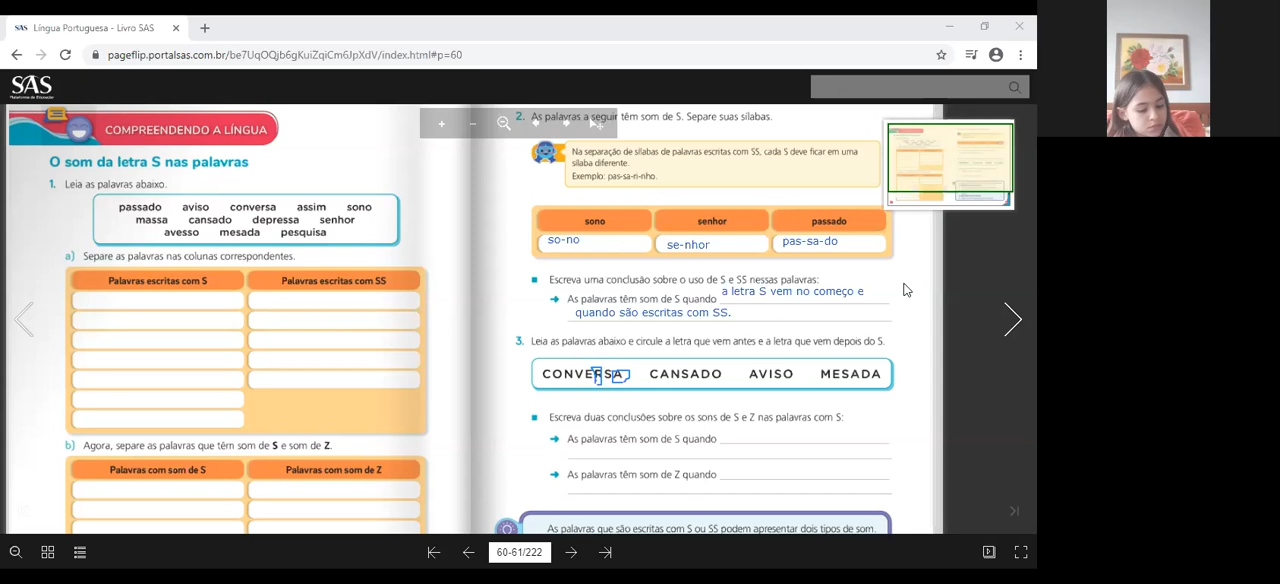 SAS Língua Portuguesa - Livro SAS
pageflip.portalsas.com.br/be7UqOQjb6gKuiZqiCm6JpXdV/index.html#p=60
SAS
Plataforma de Educação
COMPREENDENDO A LÍNGUA
O som da letra S nas palavras
1. Leia as palavras abaixo.
passado aviso conversa assim sono
massa cansado depressa senhor
avesso mesada pesquisa
a) Separe as palavras nas colunas correspondentes.
Palavras escritas com S Palavras escritas com SS
b) Agora, separe as palavras que têm som de S e som de Z.
Palavras com som de S Palavras com som de Z
2. As palavras a seguir têm som de S. Separe suas sílabas.
Na separação de sílabas de palavras escritas com SS, cada S deve ficar em uma
sílaba diferente.
Exemplo: pas-sa-ri-nho.
sono senhor passado
so-no se-nhor pas-sa-do
Escreva uma conclusão sobre o uso de S e SS nessas palavras:
As palavras têm som de S quando a letra S vem no começo e
quando são escritas com SS.
3. Leia as palavras abaixo e circule a letra que vem antes e a letra que vem depois do S.
CONVERSA CANSADO AVISO MESADA
Escreva duas conclusões sobre os sons de S e Z nas palavras com S:
As palavras têm som de S quando
As palavras têm som de Z quando
As palavras que são escritas com S ou SS podem apresentar dois tipos de som.
60-61/222